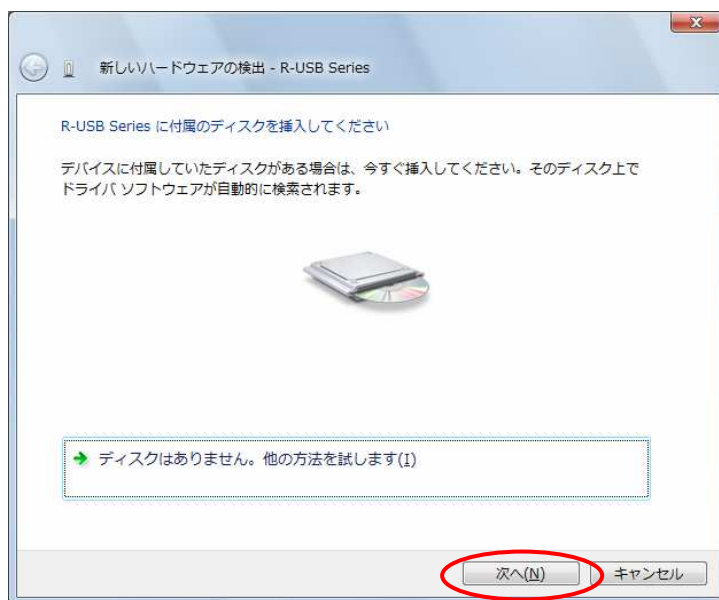 新しいハードウェアの検出 - R-USB Series
R-USB Series に付属のディスクを挿入してください
デバイスに付属していたディスクがある場合は、今すぐ挿入してください。そのディスク上で
ドライバ ソフトウェアが自動的に検索されます。
ディスクはありません。他の方法を試します(I)
次へ(N) キャンセル